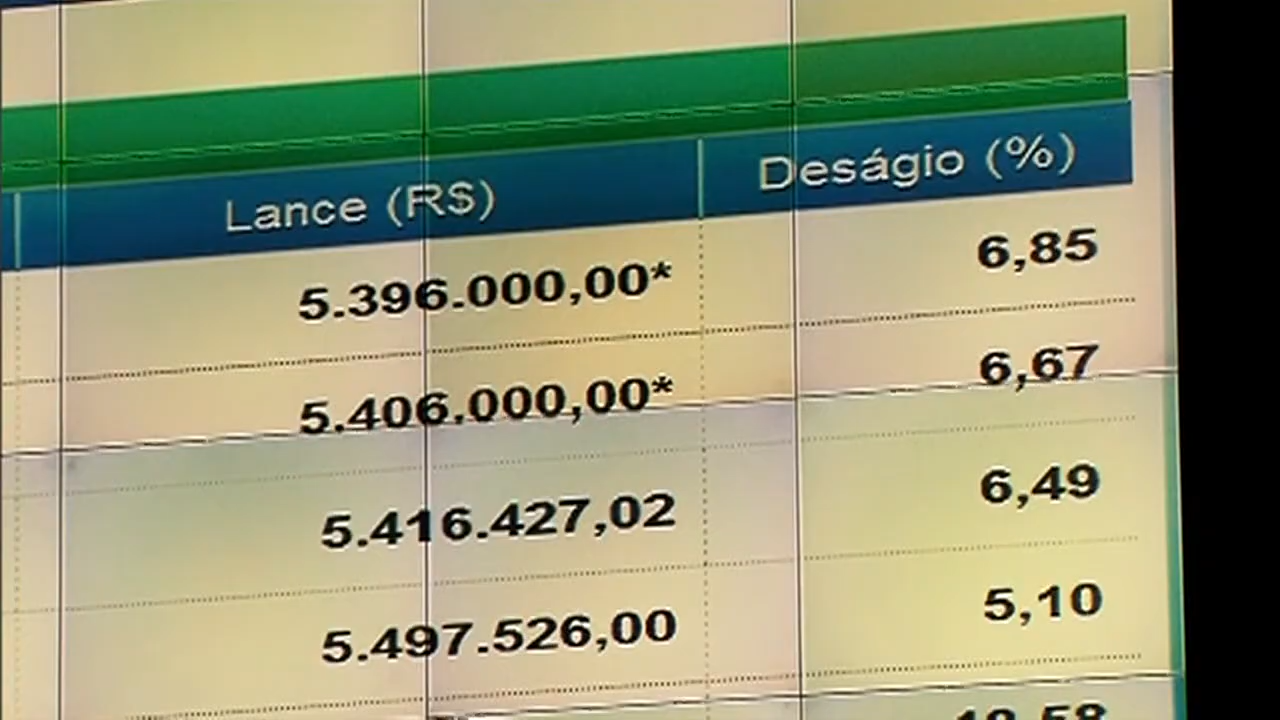 Lance (R$) Deságio (%)
5.396.000,00* 6,85
5.406.000,00* 6,67
5.416.427,02 6,49
5.497.526,00 5,10